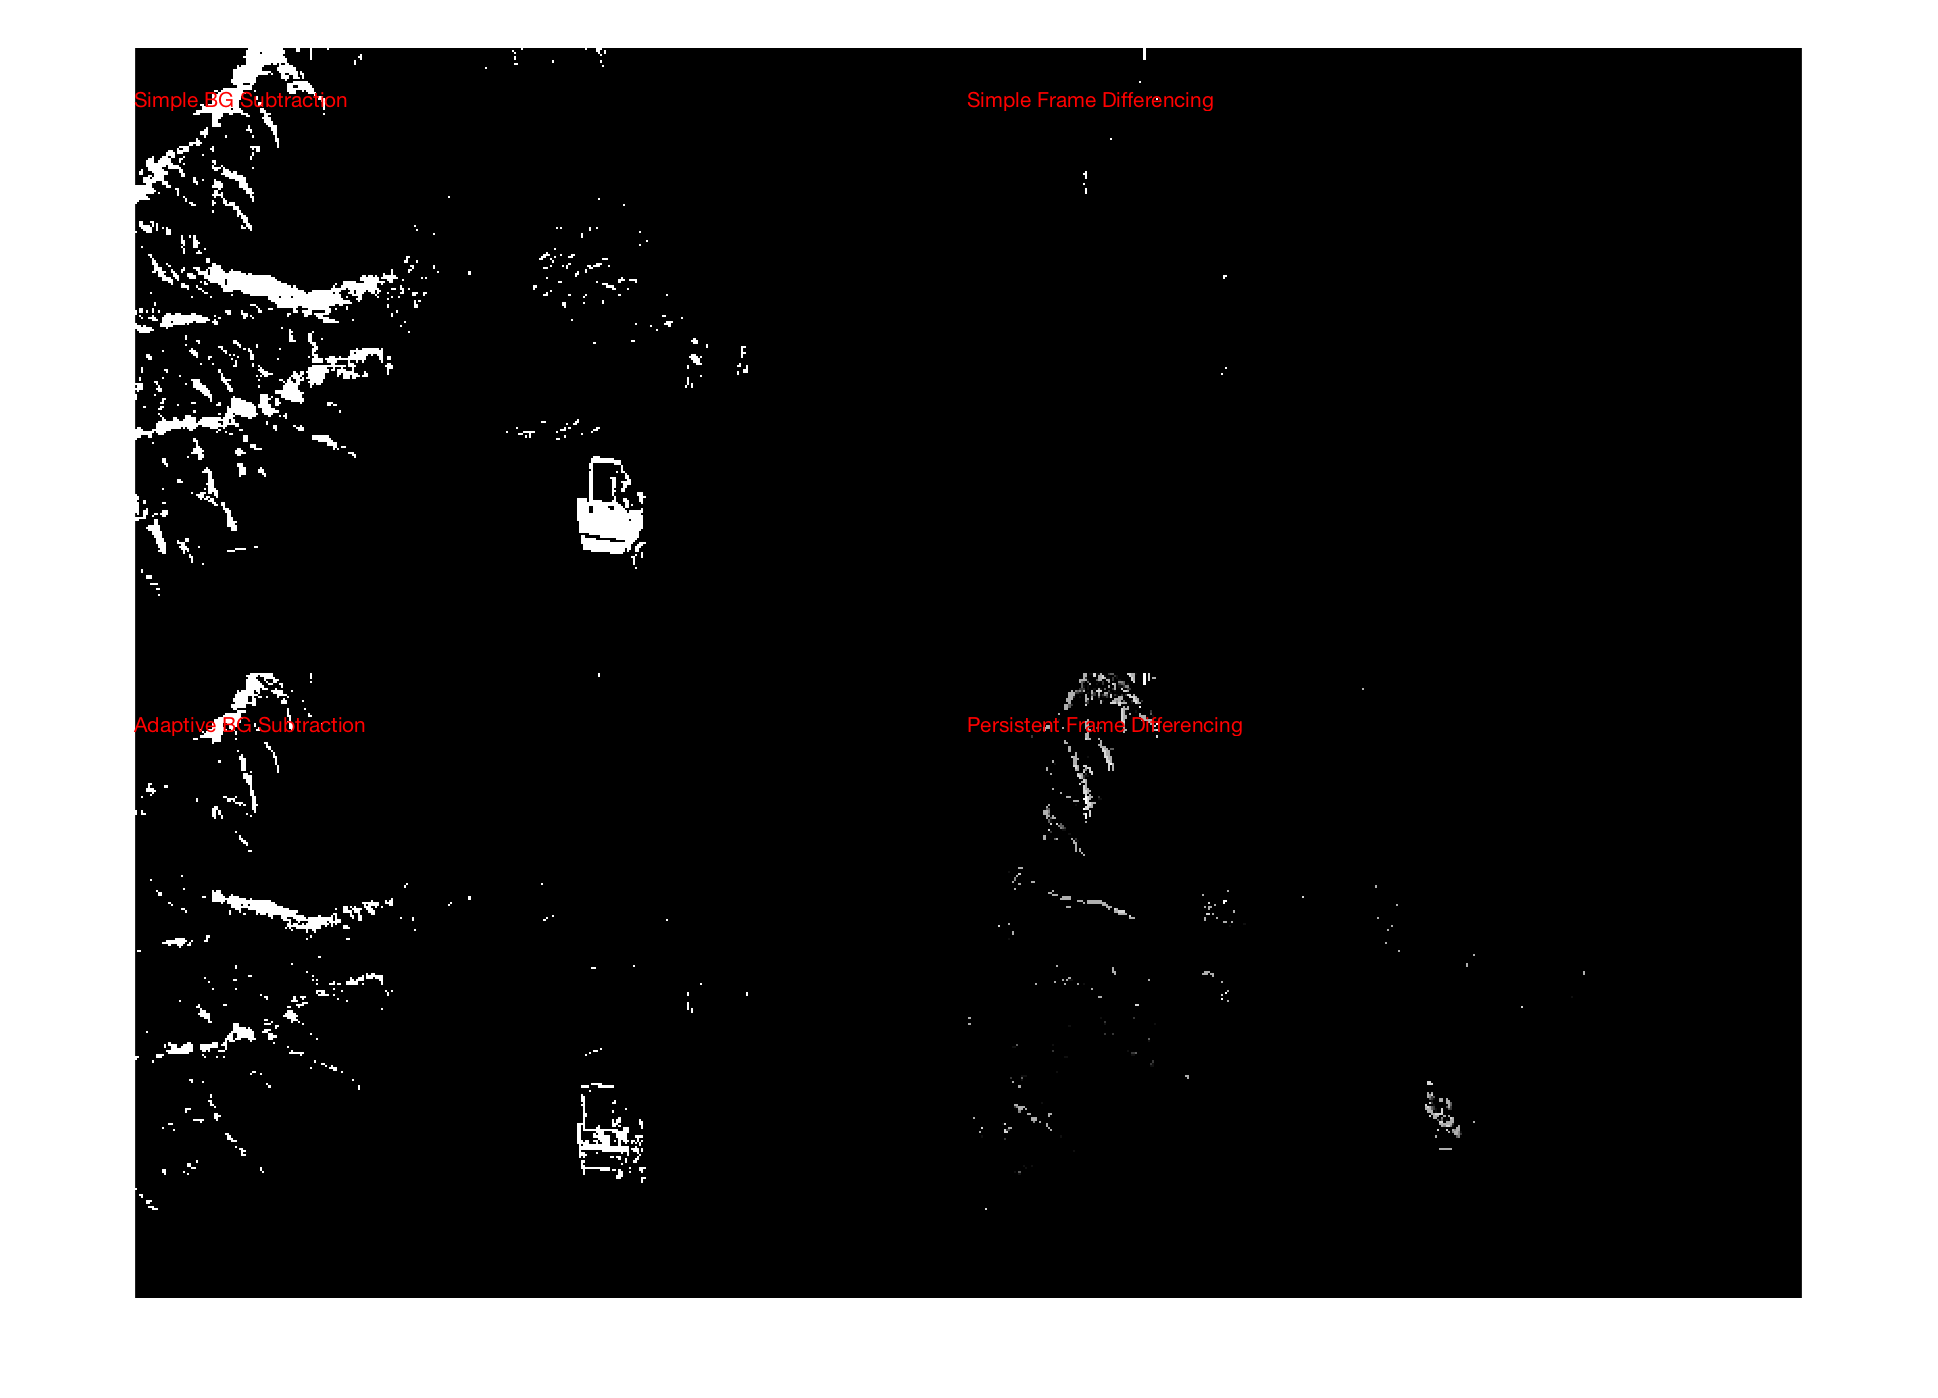 Simple BG Subtraction
Simple Frame Differencing
Adaptive BG Subtraction
Persistent Frame Differencing